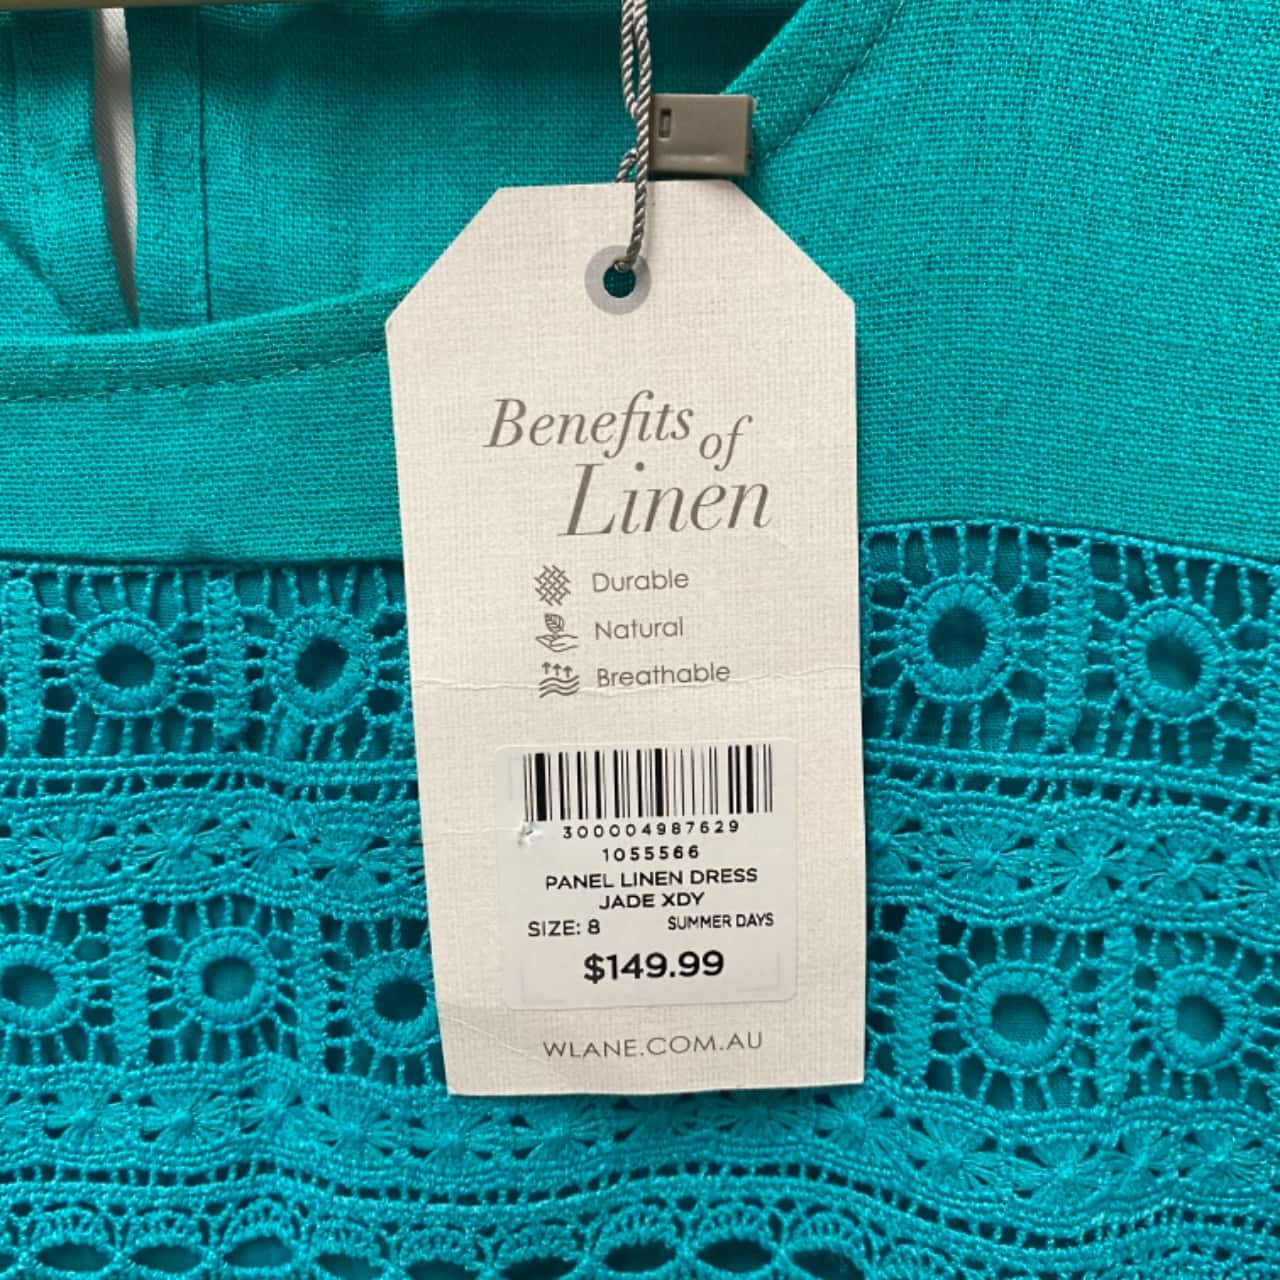 Benefits of
Linen
Durable
Natural
Breathable
300004987629
1055566
PANEL LINEN DRESS
JADE XDY
SIZE: 8 SUMMER DAYS
$149.99
WLANE.COM.AU